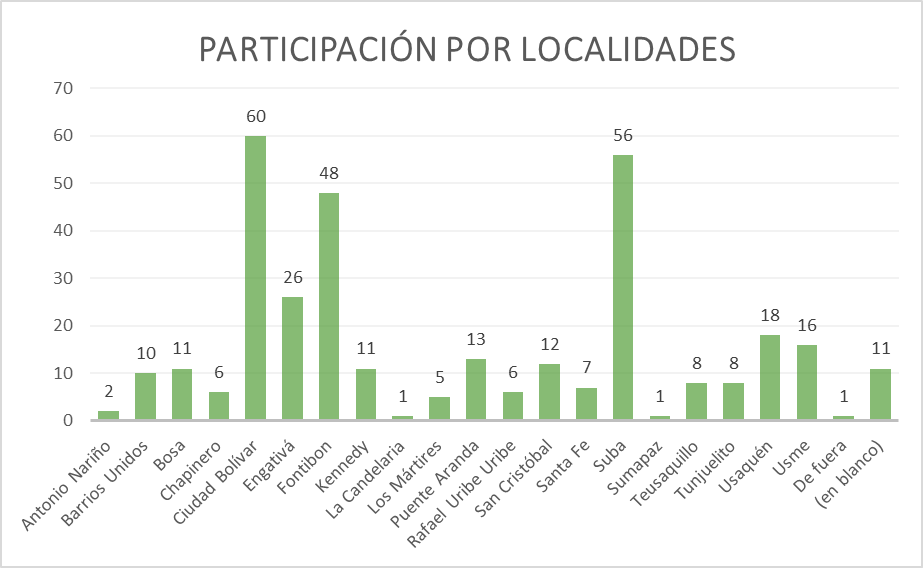 PARTICIPACIÓN POR LOCALIDADES
70
60
50
40
30
20
10
0
2
10
11
6
60
26
48
11
1
5
13
6
12
7
56
1
8
8
18
16
1
11
Antonio Nariño
Barrios Unidos
Bosa
Chapinero
Ciudad Bolívar
Engativá
Fontibon
Kennedy
La Candelaria
Los Mártires
Puente Aranda
Rafael Uribe Uribe
San Cristóbal
Santa Fe
Suba
Sumapaz
Teusaquillo
Tunjuelito
Usaquén
Usme
De fuera
(en blanco)